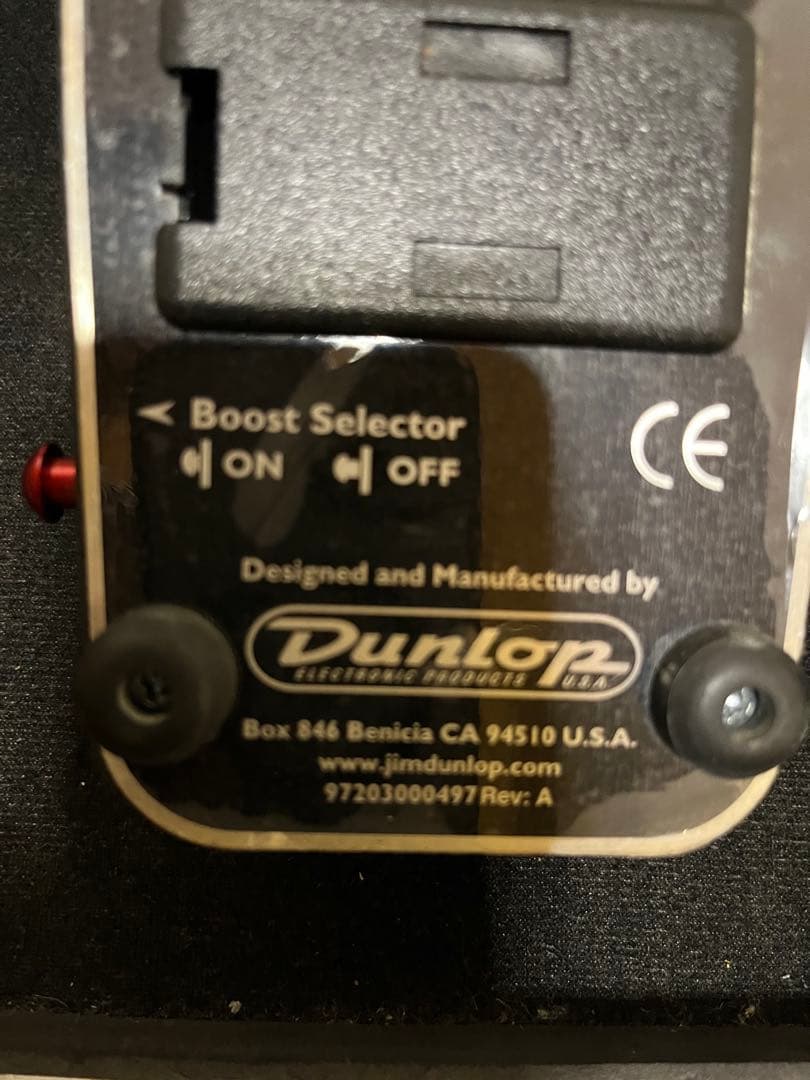 Boost Selector
ON OFF
CE
Designed and Manufactured by
Dunlop
ELECTRONIC PRODUCTS U.S.A.
Box 846 Benicia CA 94510 U.S.A.
www.jimdunlop.com
97203000497 Rev: A